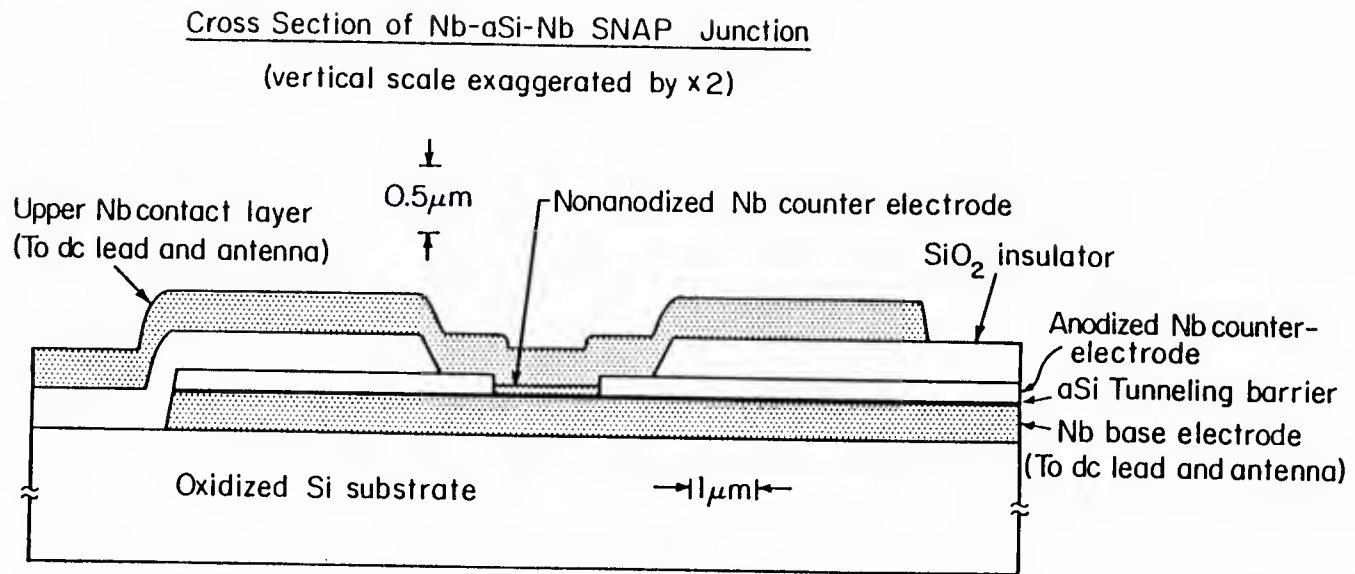 Cross Section of Nb-aSi-Nb SNAP Junction
(vertical scale exaggerated by x2)
0.5μm
Upper Nb contact layer
(To dc lead and antenna)
Nonanodized Nb counter electrode
SiO₂ insulator
Anodized Nb counter-
electrode
aSi Tunneling barrier
Nb base electrode
(To dc lead and antenna)
Oxidized Si substrate
1μm